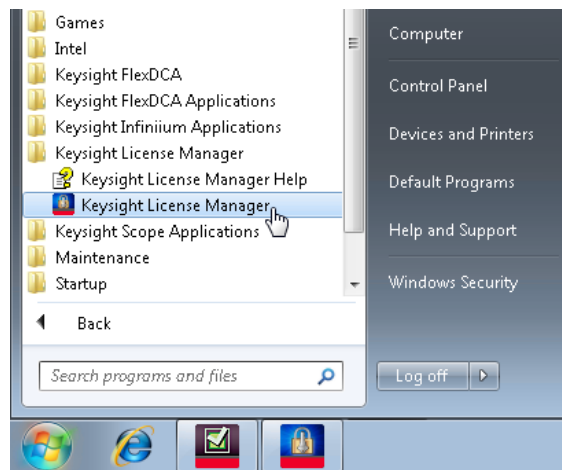 Games
Intel
Keysight FlexDCA
Keysight FlexDCA Applications
Keysight Infiniium Applications
Keysight License Manager
Keysight License Manager Help
Keysight License Manager
Keysight Scope Applications
Maintenance
Startup
Back
Search programs and files
Computer
Control Panel
Devices and Printers
Default Programs
Help and Support
Windows Security
Log off